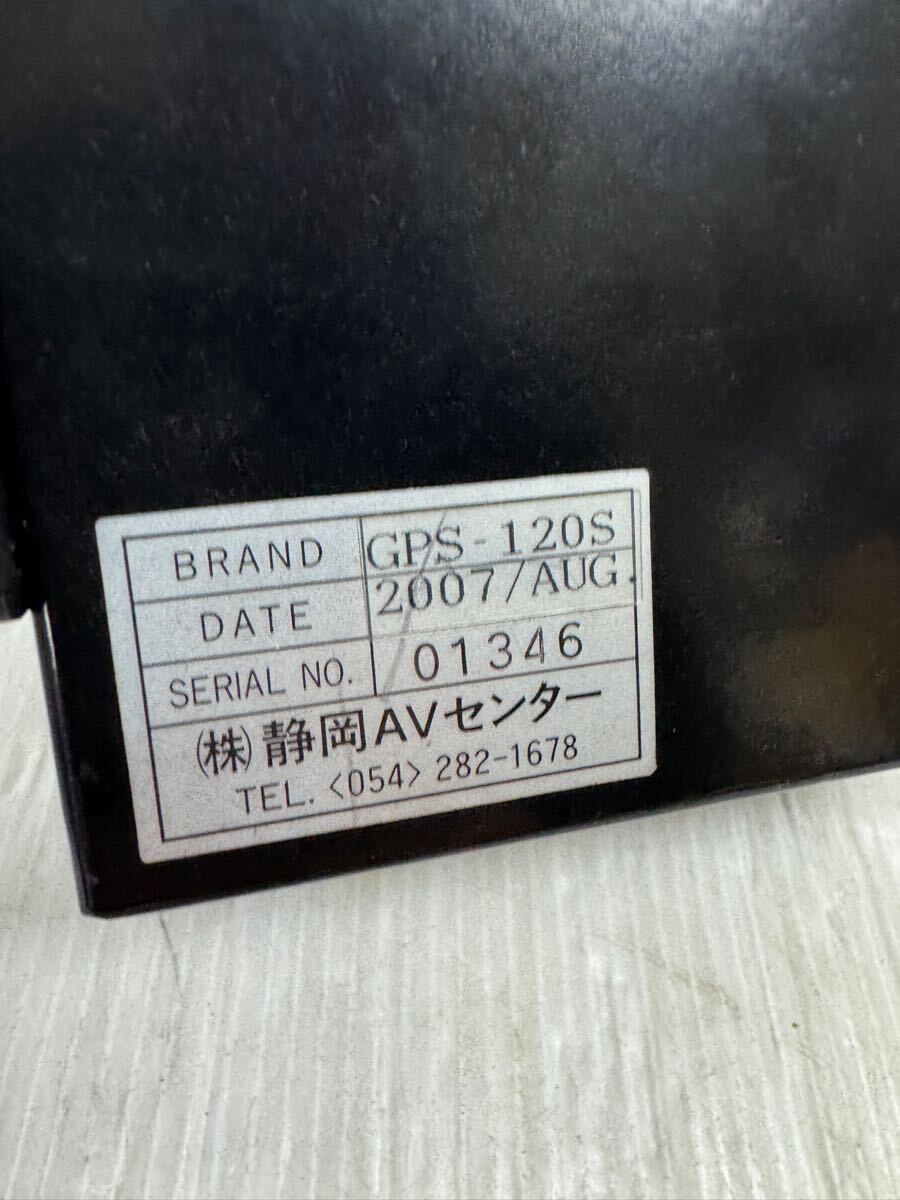 BRAND GPS-120S
DATE 2007/AUG.
SERIAL NO. 01346
(株)静岡AVセンター
TEL.〈054〉282-1678